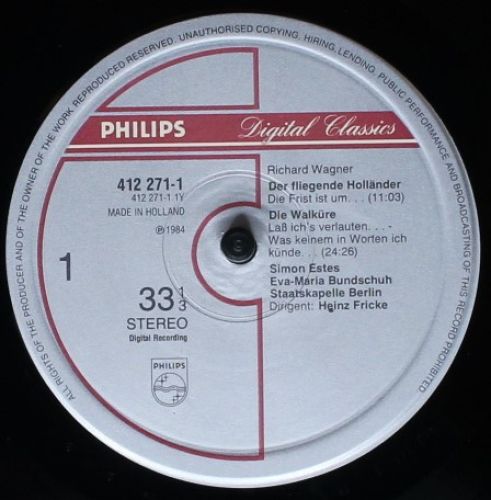 ALL RIGHTS OF THE PRODUCER AND OF THE OWNER OF THE WORK REPRODUCED RESERVED. UNAUTHORISED COPYING, HIRING, LENDING, PUBLIC PERFORMANCE AND BROADCASTING OF THIS RECORD PROHIBITED
PHILIPS Digital Classics
412 271-1
412 271-1.1Y
MADE IN HOLLAND
℗ 1984
1
33 1/3
STEREO
Digital Recording
PHILIPS
Richard Wagner
Der fliegende Holländer
Die Frist ist um. . . (11:03)
Die Walküre
Laß ich's verlauten. . . -
Was keinem in Worten ich
künde. . . (24:26)
Simon Estes
Eva-Maria Bundschuh
Staatskapelle Berlin
Dirigent: Heinz Fricke